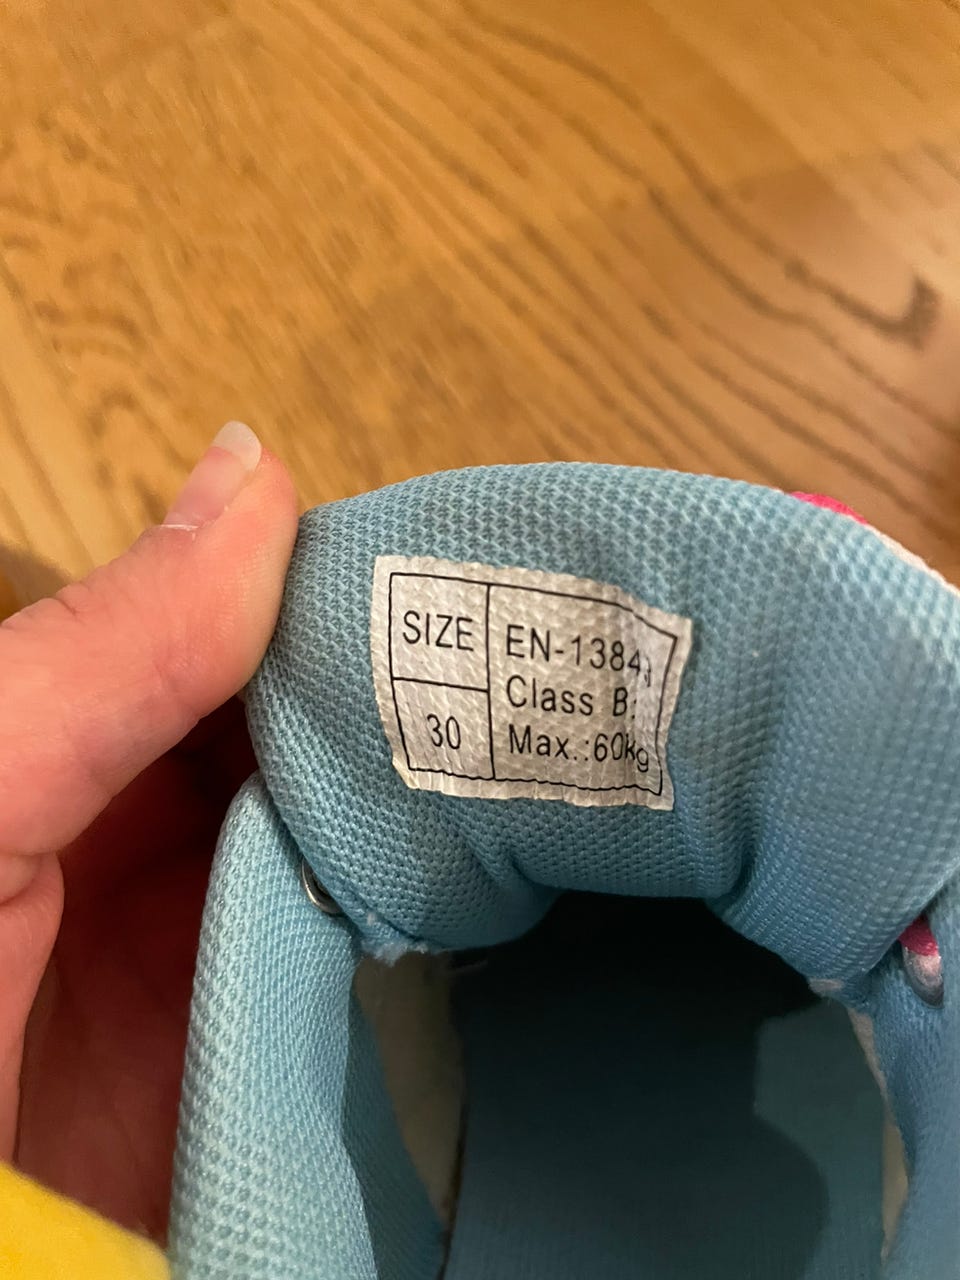 SIZE
30
EN-1384
Class B:
Max.:60kg